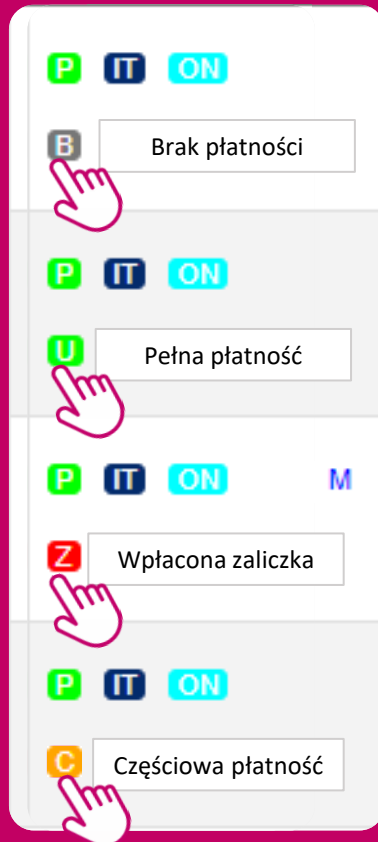 P IT ON
B Brak płatności
P IT ON
U Pełna płatność
P IT ON M
Z Wpłacona zaliczka
P IT ON
C Częściowa płatność